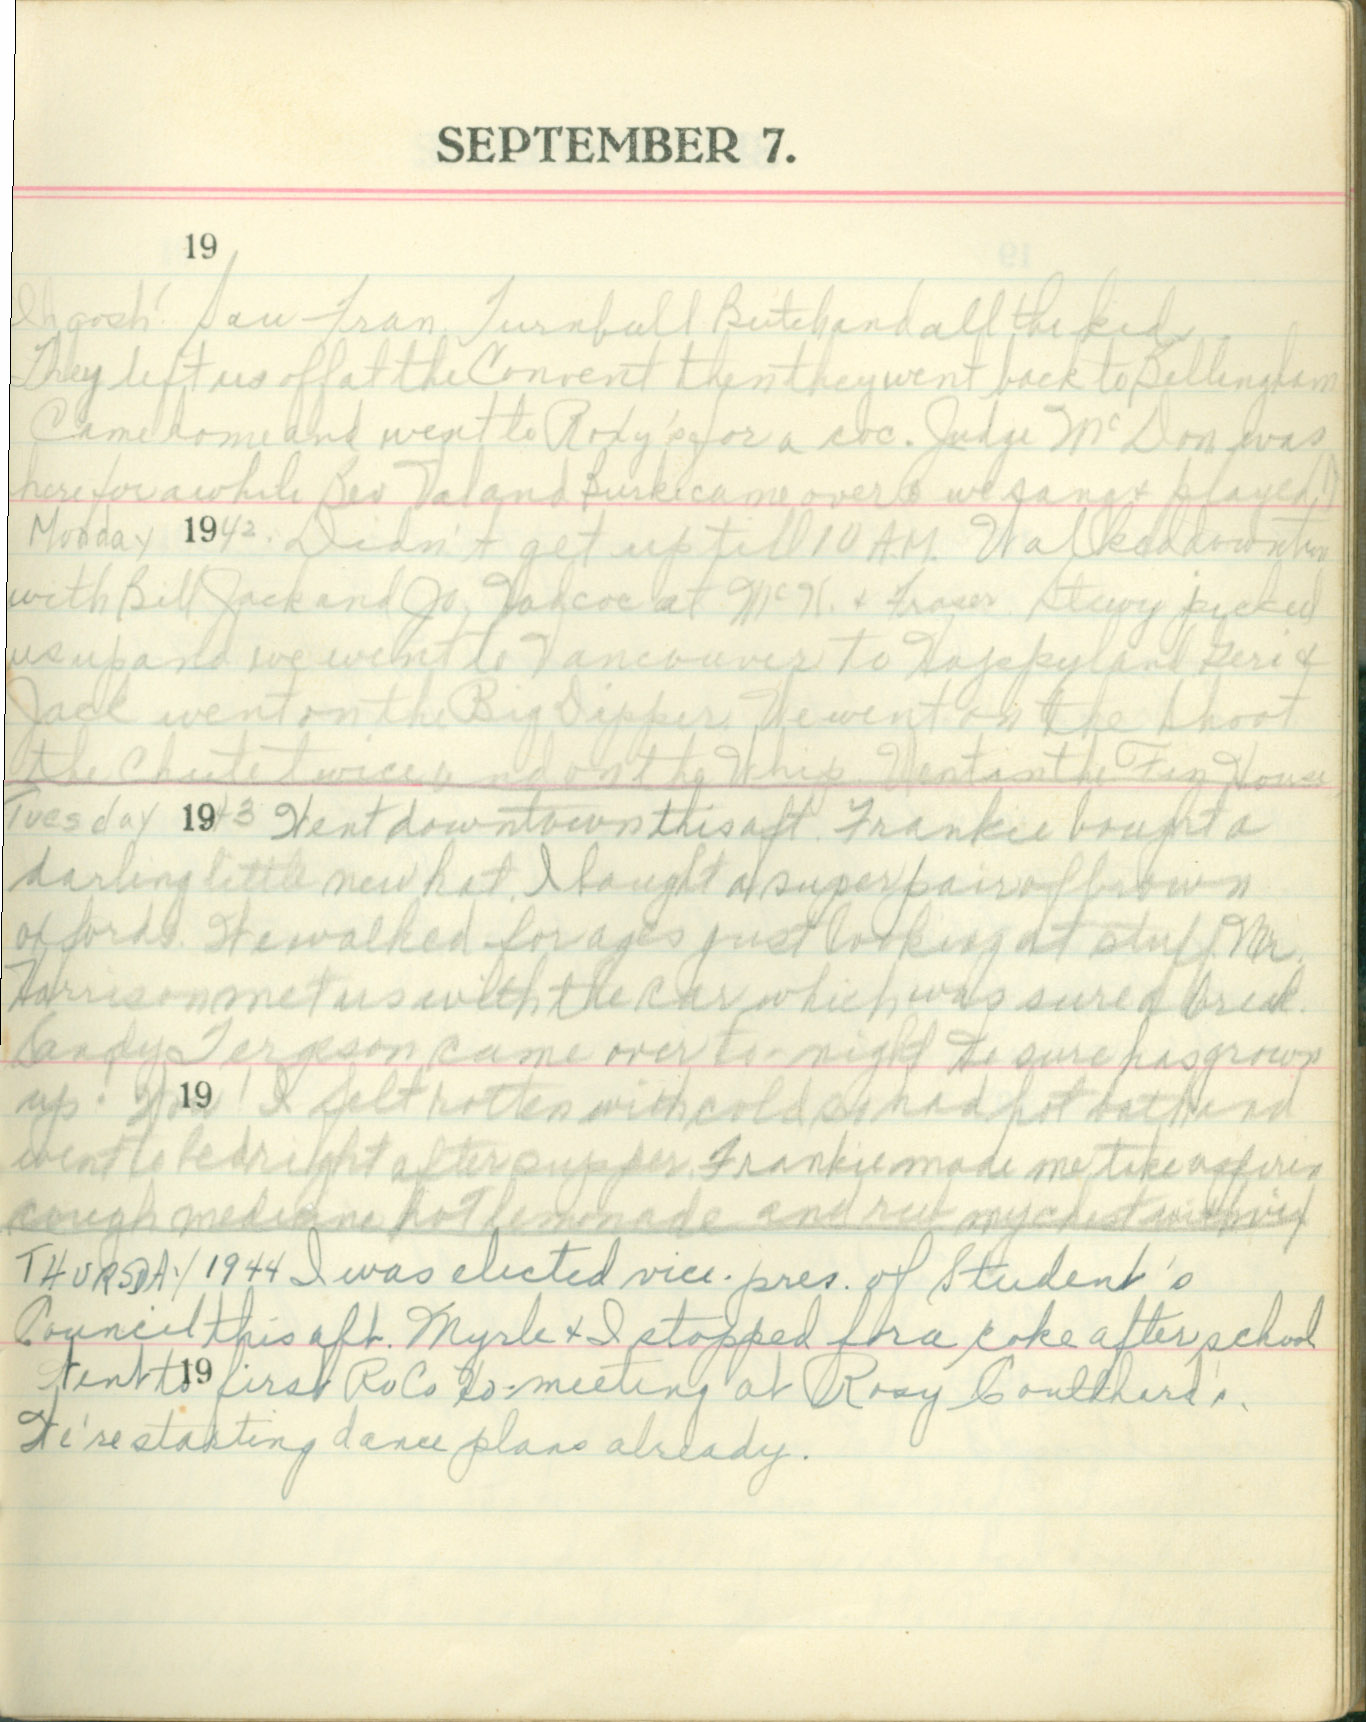 SEPTEMBER 7.
19
Oh gosh! Saw Fran Turnbull Butch and all the kids
They left us off at the Convent then they went back to Bellingham
Came home and went to Rody's for a coc. Judge McDon was
here for a while Bev Tal and Burke came over & we sang & played
Monday 1942. Didn't get up till 10 A.M. Walked downtown
with Bill Jack and Jo, Had coc at McK. & Fraser. Stewy picked
us up and we went to Vancouver to Happyland Geri &
Jack went on the Big Dipper. We went on the Shoot
the Chute twice and on the Whip. Went in the Fun House
Tuesday 1943 Went downtown this aft. Frankie bought a
darling little new hat. I bought a super pair of brown
oxfords. We walked for ages just looking at stuff. Mr.
Harrison met us with the car which was sure a break.
Sandy Ferguson came over to-night He sure has grown
up! Wow! 19 I felt rotten with cold so had hot bath and
went to bed right after supper. Frankie made me take aspirin
cough medicine hot lemonade and rub my chest with vix
THURSDAY 1944 I was elected vice-pres. of Student's
Council this aft. Myrle & I stopped for a coke after school
Went to 19 first RoCo Ho-meeting at Rosy Coulthard's.
We're starting dance plans already.